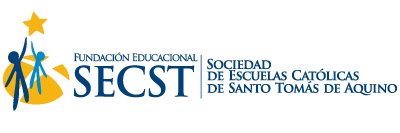 FUNDACIÓN EDUCACIONAL
SECST
SOCIEDAD
DE ESCUELAS CATÓLICAS
DE SANTO TOMÁS DE AQUINO